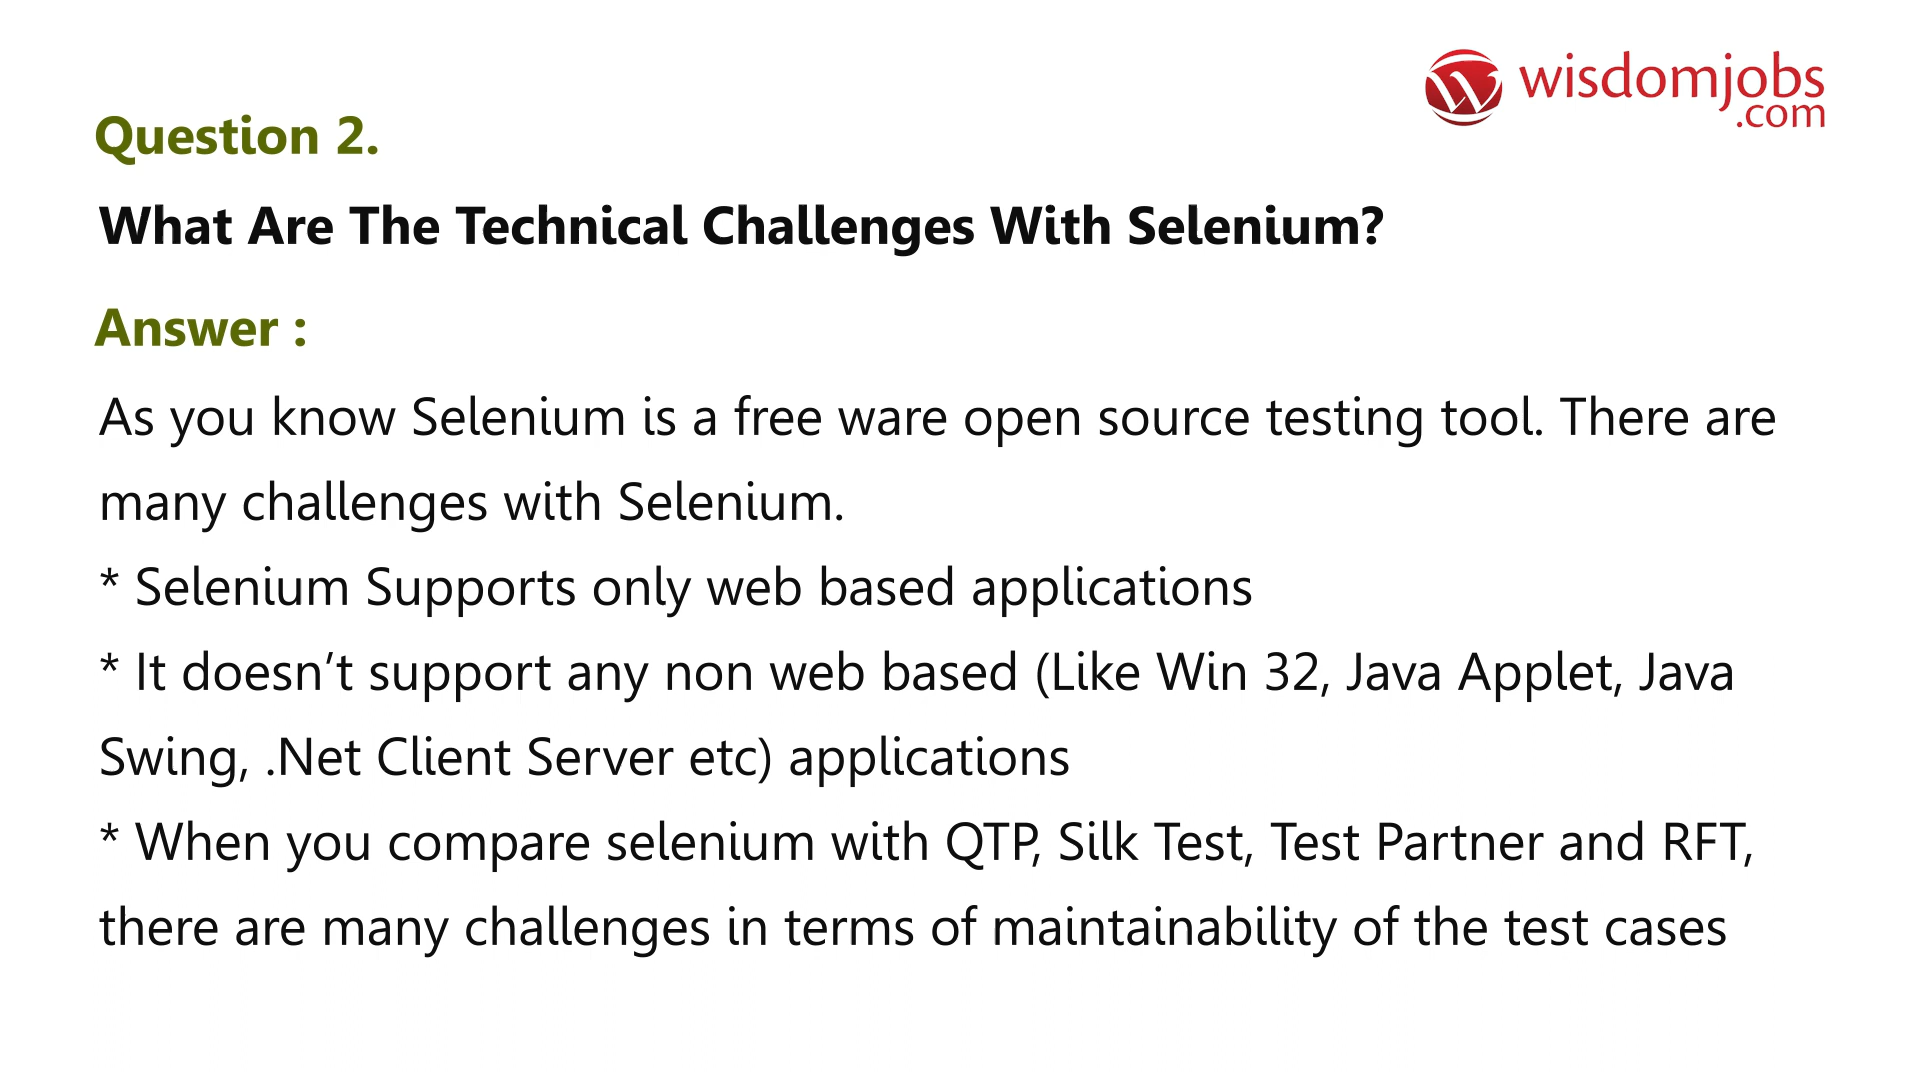 wisdomjobs
.com
Question 2.
What Are The Technical Challenges With Selenium?
Answer :
As you know Selenium is a free ware open source testing tool. There are
many challenges with Selenium.
* Selenium Supports only web based applications
* It doesn’t support any non web based (Like Win 32, Java Applet, Java
Swing, .Net Client Server etc) applications
* When you compare selenium with QTP, Silk Test, Test Partner and RFT,
there are many challenges in terms of maintainability of the test cases